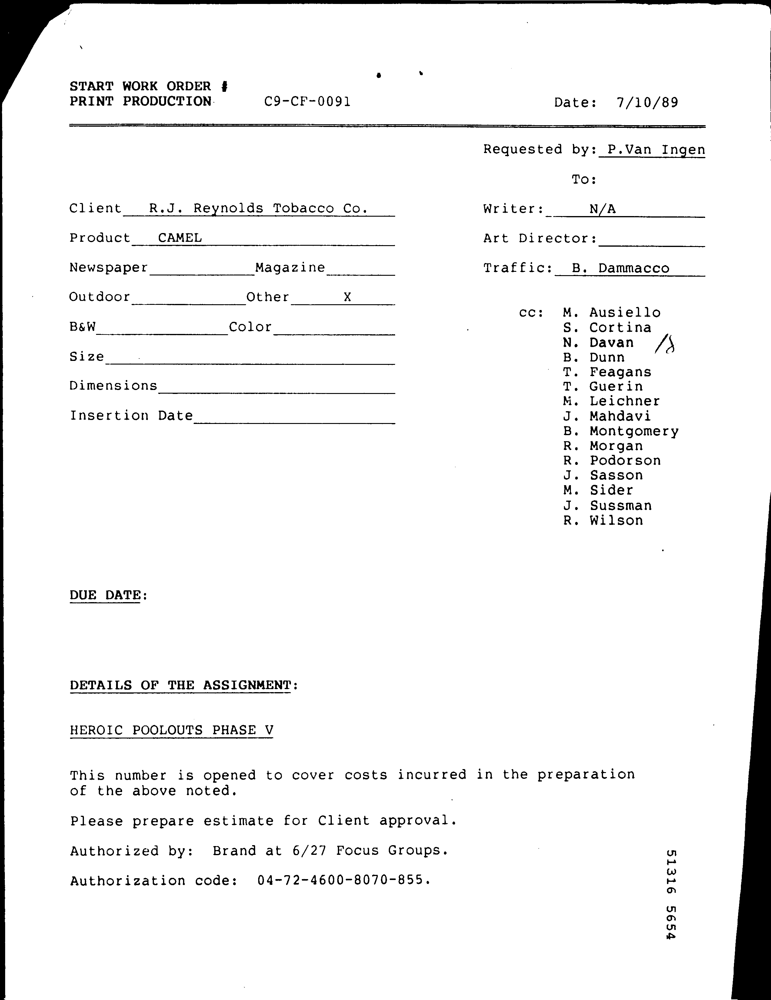 START WORK ORDER #
PRINT PRODUCTION C9-CF-0091 Date: 7/10/89
Requested by: P.Van Ingen
To:
Client R.J. Reynolds Tobacco Co. Writer: N/A
Product CAMEL Art Director:
Newspaper Magazine Traffic: B. Dammacco
Outdoor Other X
B&W Color
Size
Dimensions
Insertion Date
cc: M. Ausiello
S. Cortina
N. Davan
B. Dunn
T. Feagans
T. Guerin
M. Leichner
J. Mahdavi
B. Montgomery
R. Morgan
R. Podorson
J. Sasson
M. Sider
J. Sussman
R. Wilson
DUE DATE:
DETAILS OF THE ASSIGNMENT:
HEROIC POOLOUTS PHASE V
This number is opened to cover costs incurred in the preparation
of the above noted.
Please prepare estimate for Client approval.
Authorized by: Brand at 6/27 Focus Groups.
Authorization code: 04-72-4600-8070-855.
51316 5654